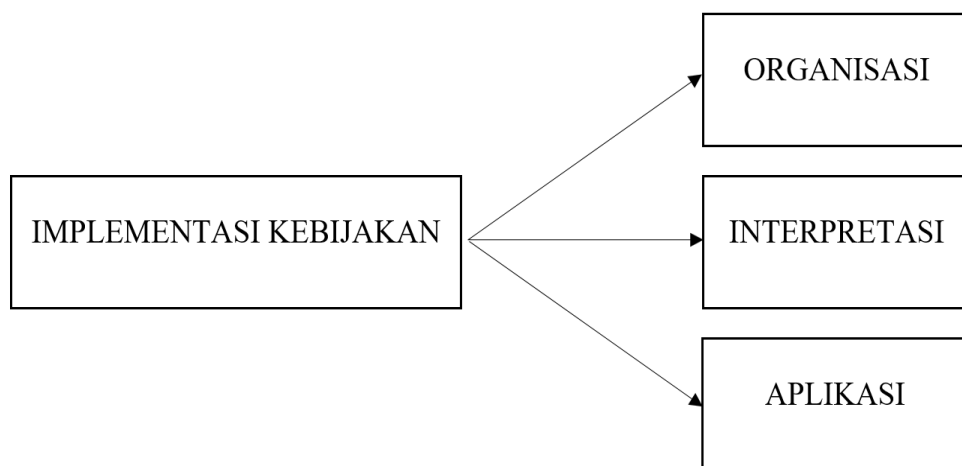 ORGANISASI
IMPLEMENTASI KEBIJAKAN
INTERPRETASI
APLIKASI